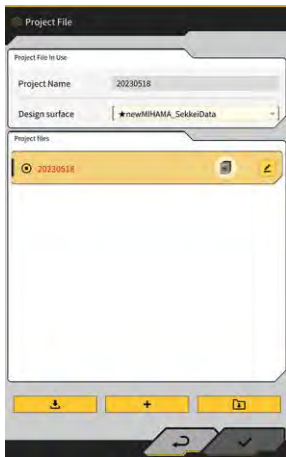 Project File
Project File In Use
Project Name 20230518
Design surface ★newMIHAMA_SekkeiData
Project files
20230518